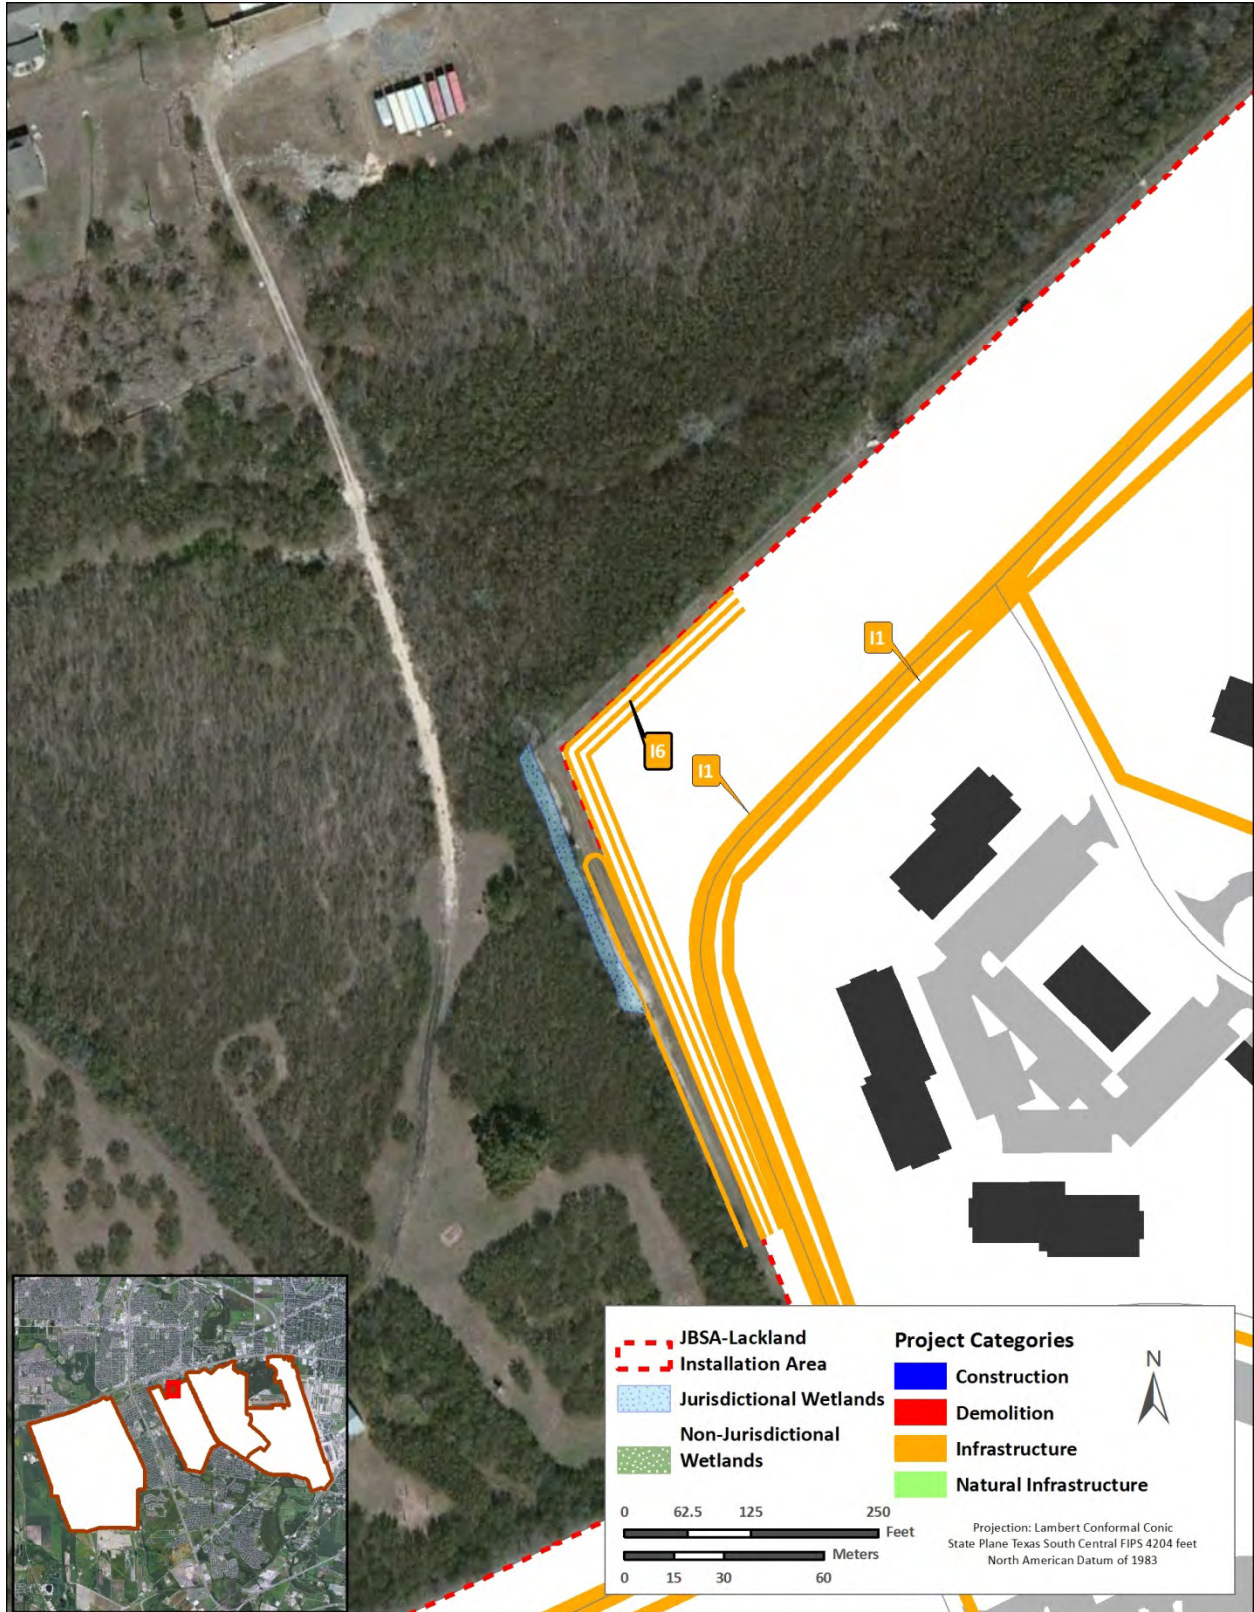 I1
I6
I1
JBSA-Lackland
Installation Area
Jurisdictional Wetlands
Non-Jurisdictional
Wetlands
Project Categories
Construction
Demolition
Infrastructure
Natural Infrastructure
N
0 62.5 125 250
Feet
Meters
0 15 30 60
Projection: Lambert Conformal Conic
State Plane Texas South Central FIPS 4204 feet
North American Datum of 1983